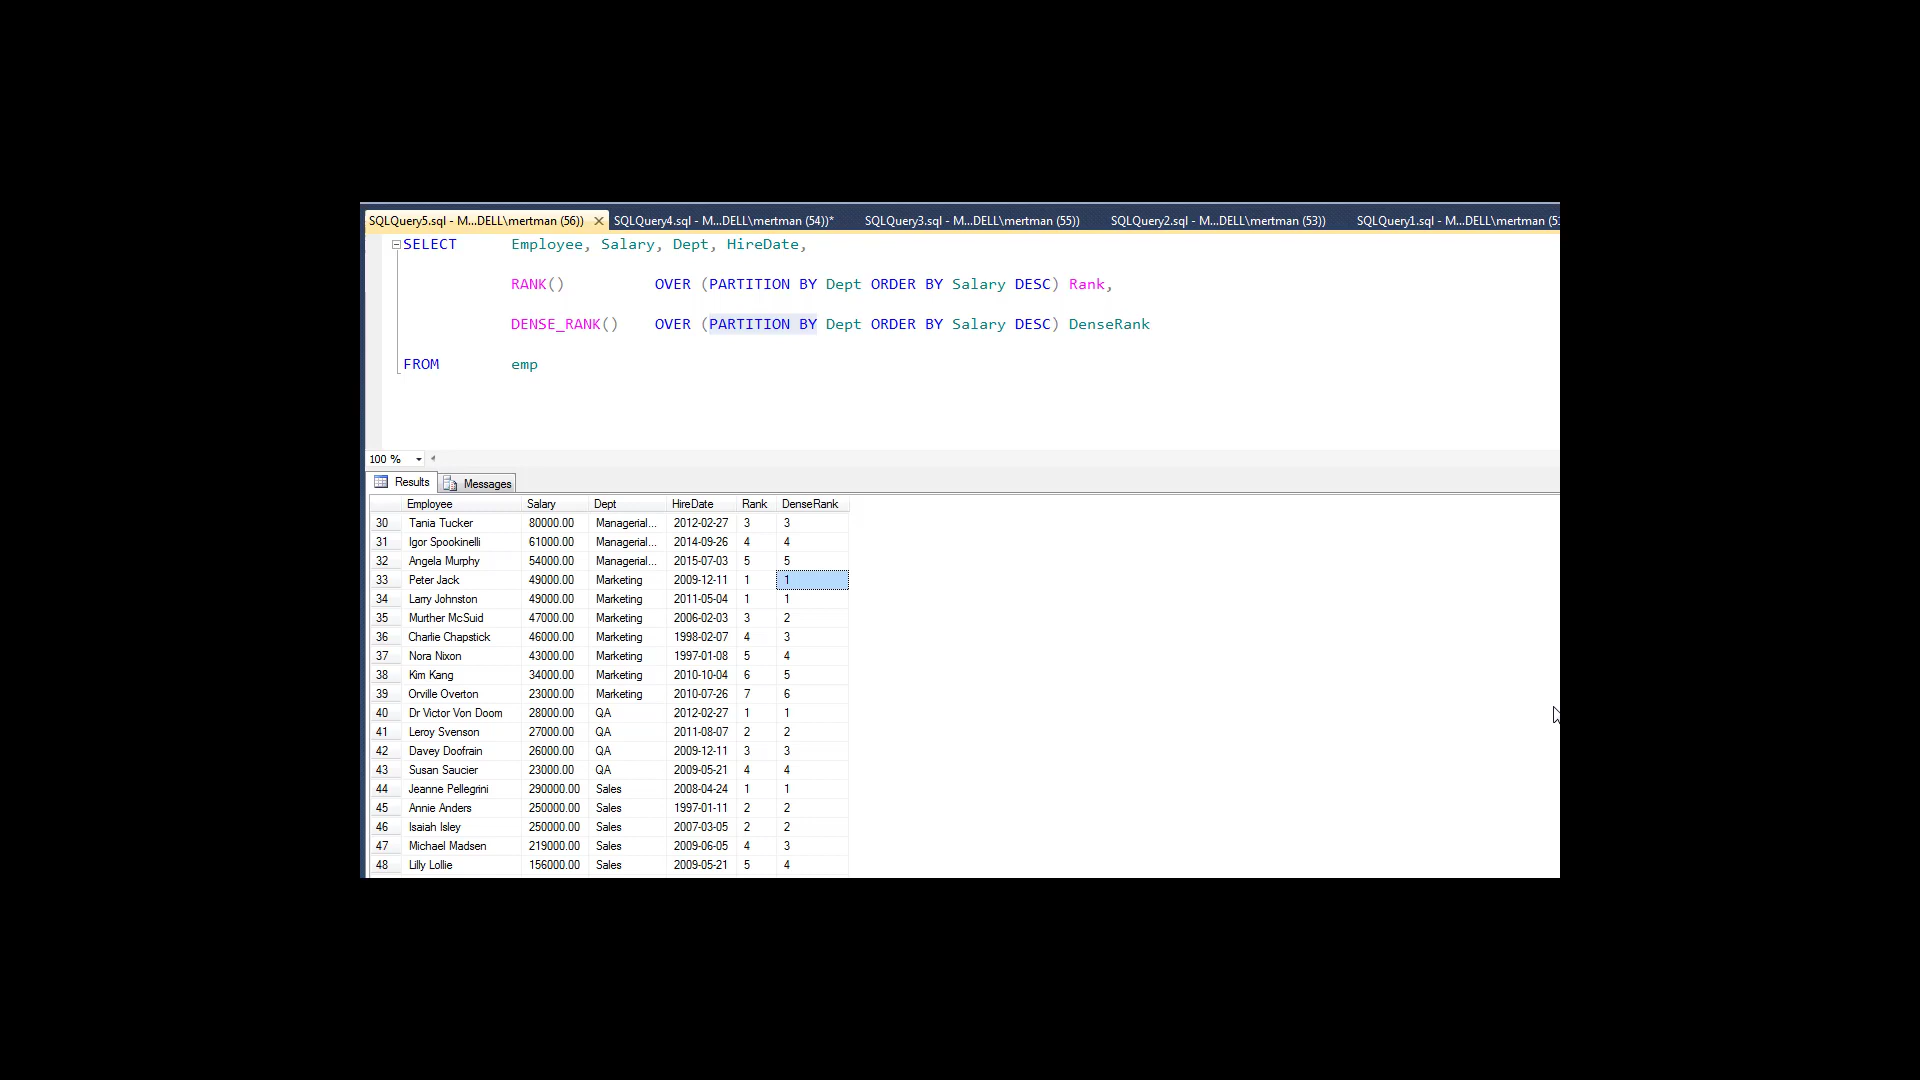 SQLQuery5.sql - M...DELL\mertman (56)) SQLQuery4.sql - M...DELL\mertman (54))* SQLQuery3.sql - M...DELL\mertman (55)) SQLQuery2.sql - M...DELL\mertman (53)) SQLQuery1.sql - M...DELL\mertman
SELECT Employee, Salary, Dept, HireDate,
RANK() OVER (PARTITION BY Dept ORDER BY Salary DESC) Rank,
DENSE_RANK() OVER (PARTITION BY Dept ORDER BY Salary DESC) DenseRank
FROM emp
100 %
Results Messages
Employee Salary Dept HireDate Rank DenseRank
30 Tania Tucker 80000.00 Managerial... 2012-02-27 3 3
31 Igor Spookinelli 61000.00 Managerial... 2014-09-26 4 4
32 Angela Murphy 54000.00 Managerial... 2015-07-03 5 5
33 Peter Jack 49000.00 Marketing 2009-12-11 1 1
34 Larry Johnston 49000.00 Marketing 2011-05-04 1 1
35 Murther McSuid 47000.00 Marketing 2006-02-03 3 2
36 Charlie Chapstick 46000.00 Marketing 1998-02-07 4 3
37 Nora Nixon 43000.00 Marketing 1997-01-08 5 4
38 Kim Kang 34000.00 Marketing 2010-10-04 6 5
39 Orville Overton 23000.00 Marketing 2010-07-26 7 6
40 Dr Victor Von Doom 28000.00 QA 2012-02-27 1 1
41 Leroy Svenson 27000.00 QA 2011-08-07 2 2
42 Davey Doofrain 26000.00 QA 2009-12-11 3 3
43 Susan Saucier 23000.00 QA 2009-05-21 4 4
44 Jeanne Pellegrini 290000.00 Sales 2008-04-24 1 1
45 Annie Anders 250000.00 Sales 1997-01-11 2 2
46 Isaiah Isley 250000.00 Sales 2007-03-05 2 2
47 Michael Madsen 219000.00 Sales 2009-06-05 4 3
48 Lilly Lollie 156000.00 Sales 2009-05-21 5 4